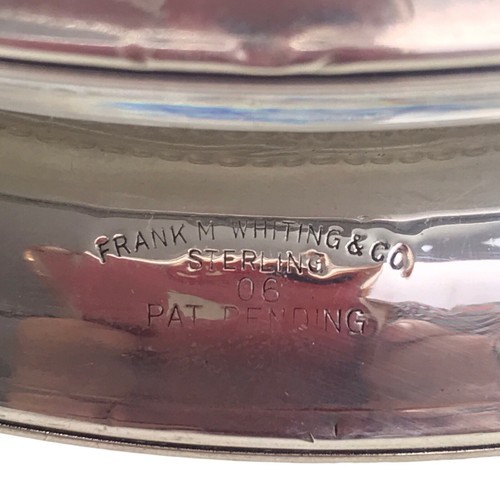 FRANK M WHITING & CO
STERLING
06
PAT PENDING